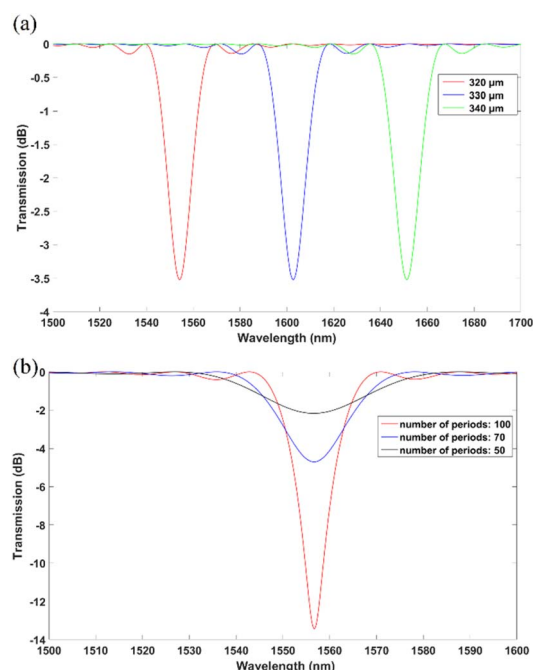 (a)
0
-0.5
-1
-1.5
-2
-2.5
-3
-3.5
-4
Transmission (dB)
320 μm
330 μm
340 μm
1500 1520 1540 1560 1580 1600 1620 1640 1660 1680 1700
Wavelength (nm)
(b)
0
-2
-4
-6
-8
-10
-12
-14
Transmission (dB)
number of periods: 100
number of periods: 70
number of periods: 50
1500 1510 1520 1530 1540 1550 1560 1570 1580 1590 1600
Wavelength (nm)